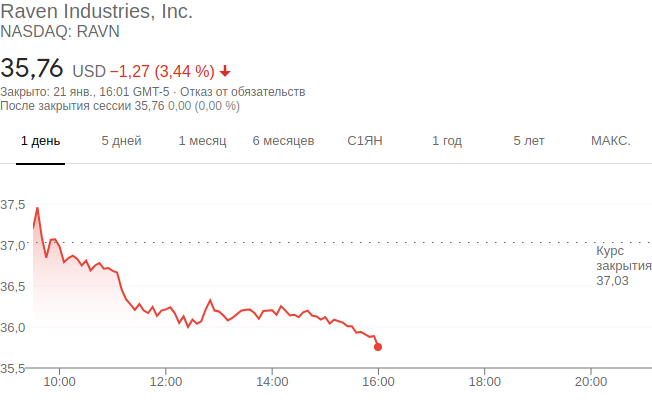 Raven Industries, Inc.
NASDAQ: RAVN
35,76 USD −1,27 (3,44 %)
Закрыто: 21 янв., 16:01 GMT-5 · Отказ от обязательств
После закрытия сессии 35,76 0,00 (0,00 %)
1 день 5 дней 1 месяц 6 месяцев С1ЯН 1 год 5 лет МАКС.
37,5
37,0
Курс
закрытия
37,03
36,5
36,0
35,5
10:00 12:00 14:00 16:00 18:00 20:00